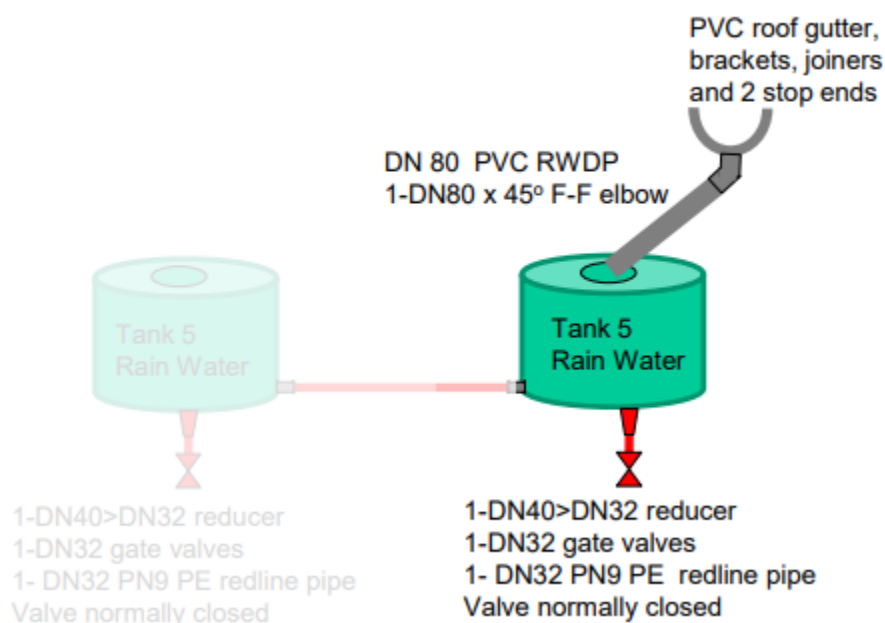 PVC roof gutter,
brackets, joiners
and 2 stop ends
DN 80  PVC RWDP
1-DN80 x 45º F-F elbow
Tank 5
Rain Water
Tank 5
Rain Water
1-DN40>DN32 reducer
1-DN32 gate valves
1- DN32 PN9 PE redline pipe
Valve normally closed
1-DN40>DN32 reducer
1-DN32 gate valves
1- DN32 PN9 PE  redline pipe
Valve normally closed